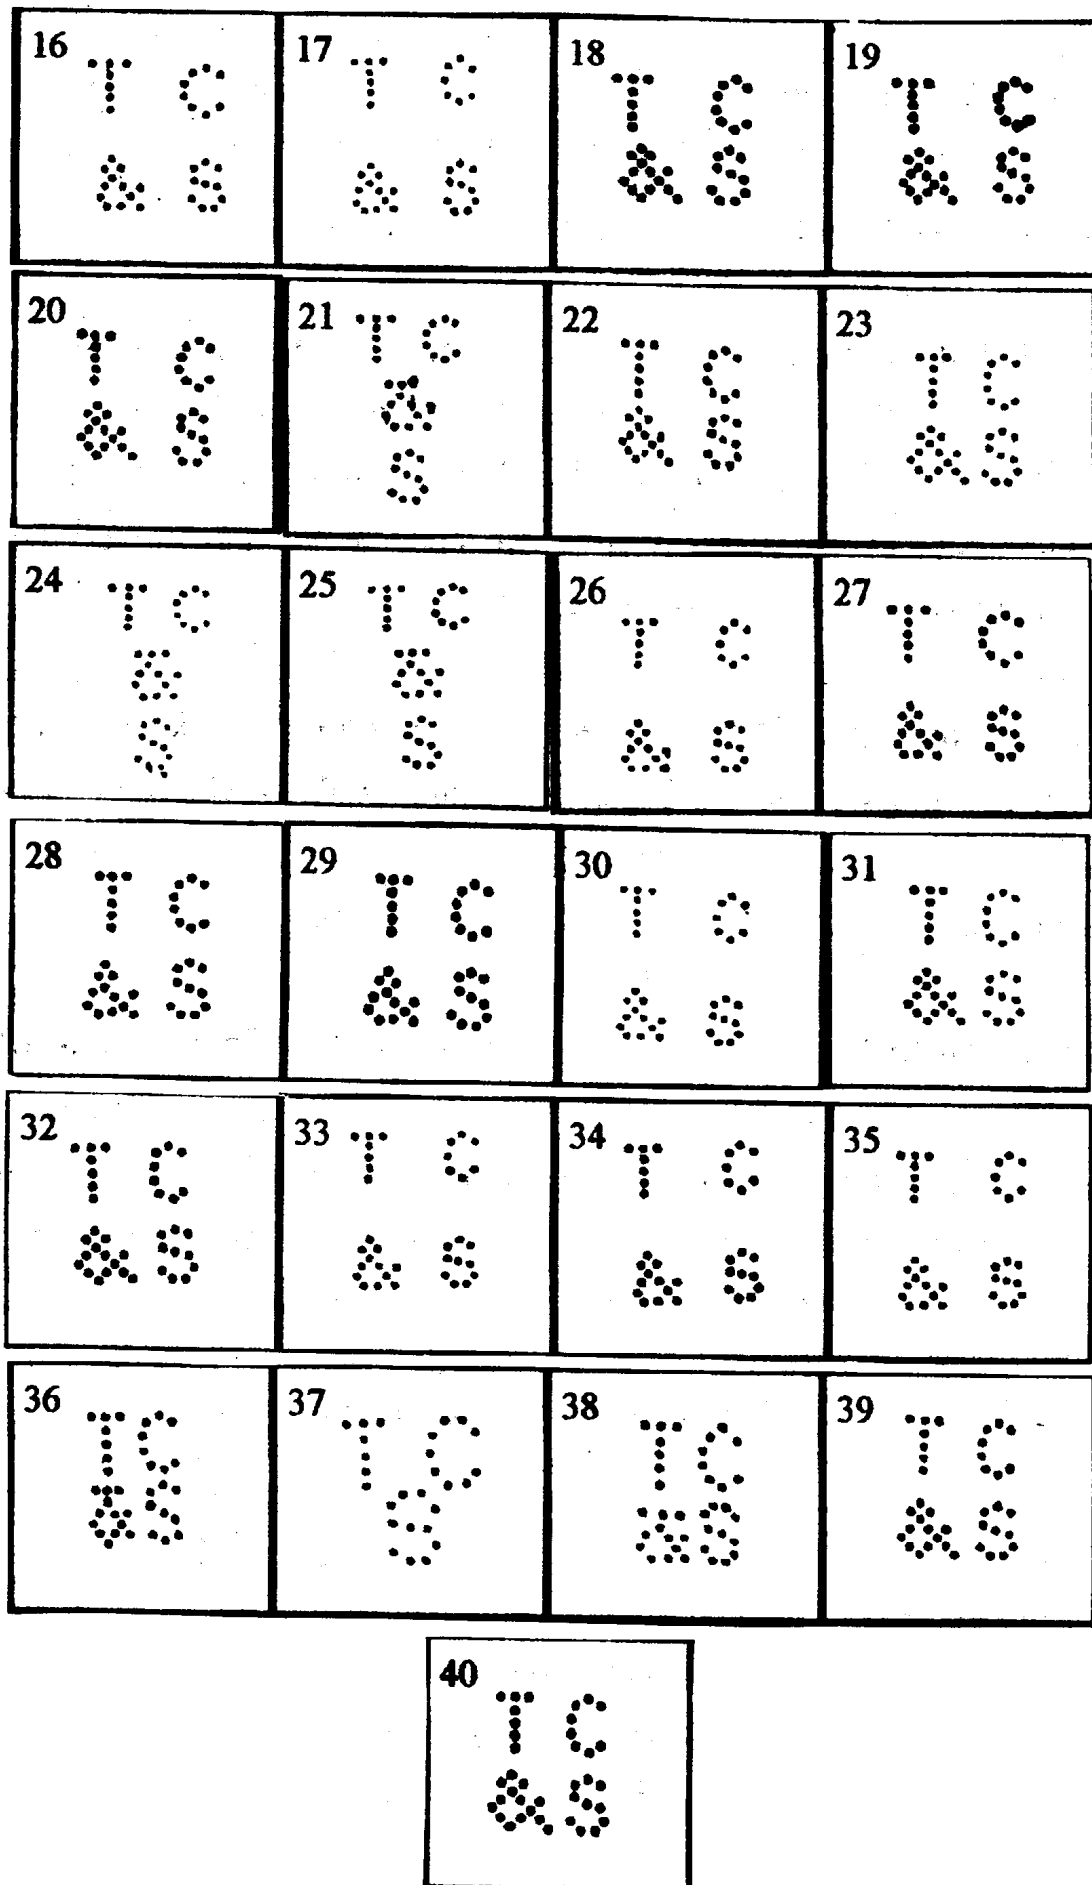 16 T C
& S
17 T C
& S
18 T C
& S
19 T C
& S
20 T C
& S
21 T C
&
S
22 T C
& S
23 T C
& S
24 T C
&
S
25 T C
&
S
26 T C
& S
27 T C
& S
28 T C
& S
29 T C
& S
30 T C
& S
31 T C
& S
32 T C
& S
33 T C
& S
34 T C
& S
35 T C
& S
36 T C
& S
37 T C
S
38 T C
& S
39 T C
& S
40 T C
& S